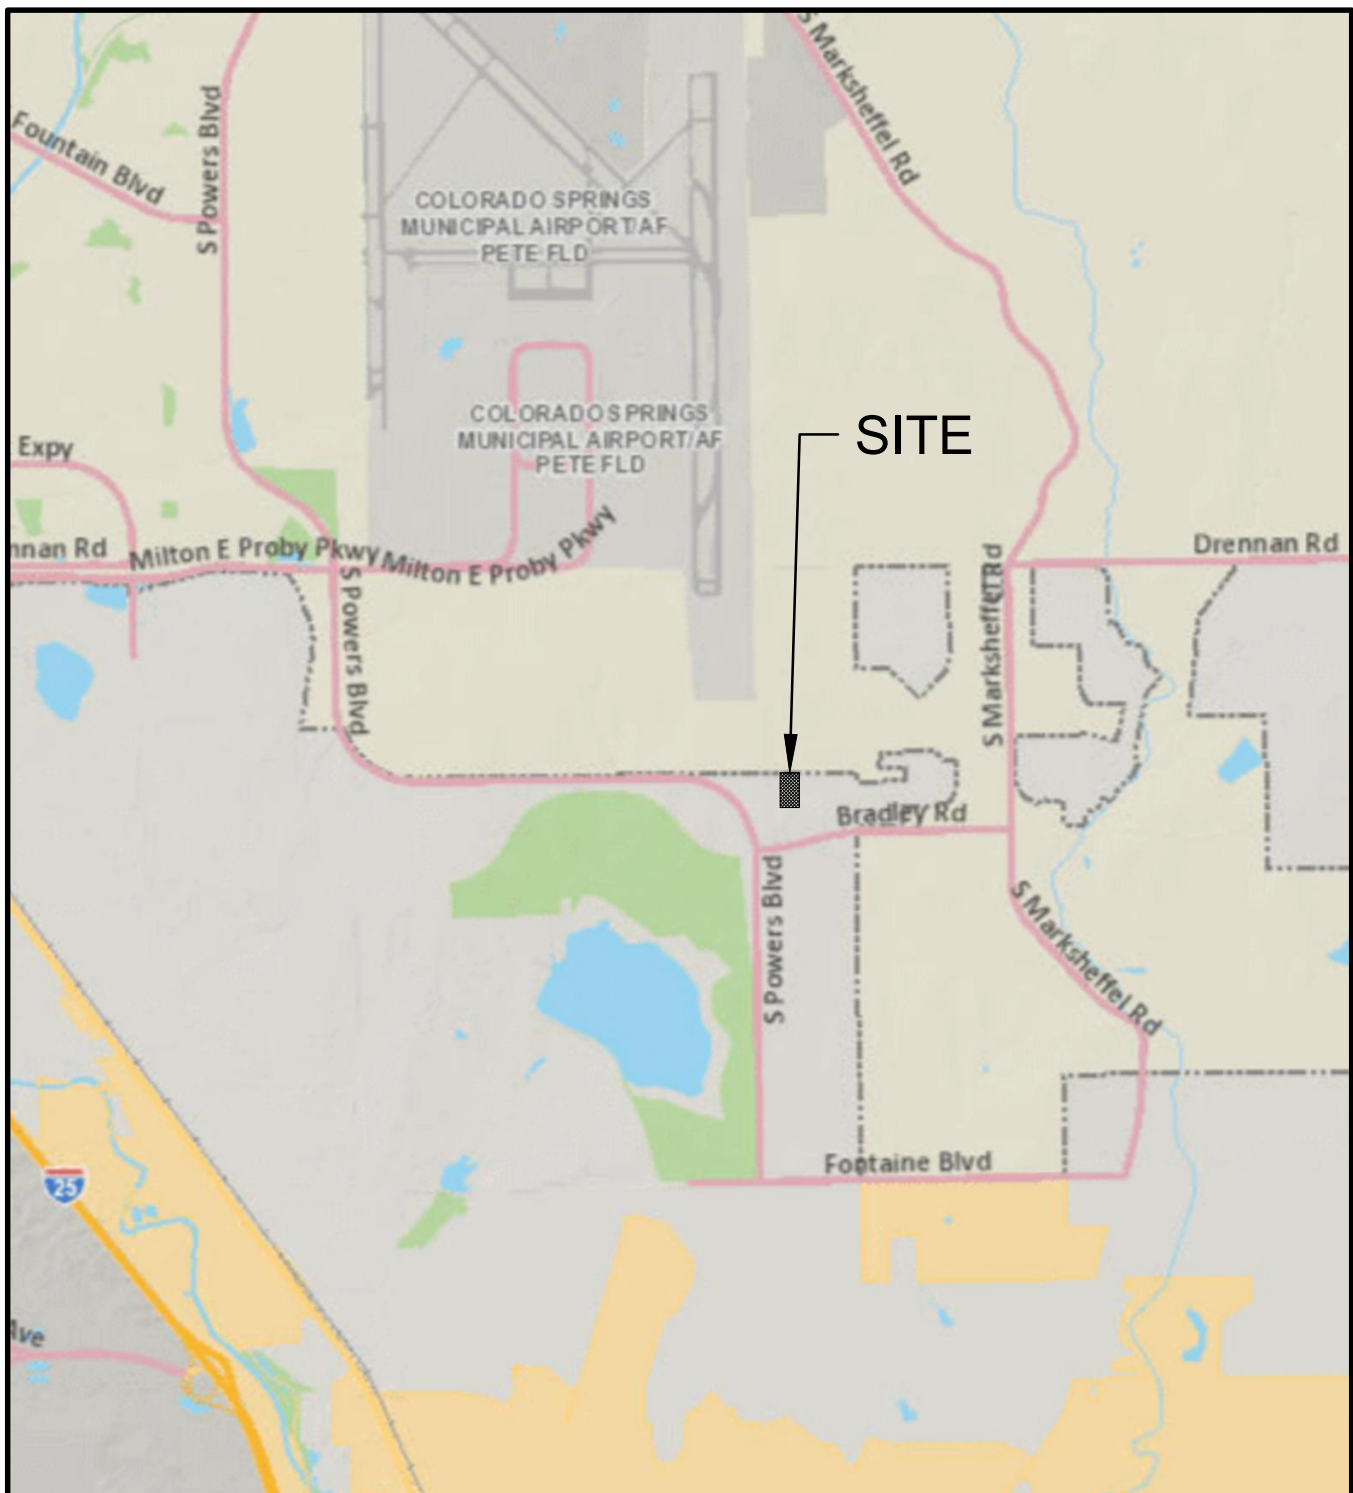 S Marksheffel Rd
S Powers Blvd
Fountain Blvd
COLORADO SPRINGS
MUNICIPAL AIRPORT/AF
PETE FLD
COLORADO SPRINGS
MUNICIPAL AIRPORT/AF
PETE FLD
SITE
Expy
nnan Rd
Milton E Proby Pkwy
Milton E Proby Pkwy
Drennan Rd
S Powers Blvd
S Marksheffel Rd
Bradley Rd
S Powers Blvd
S Marksheffel Rd
Fontaine Blvd
25
Ave